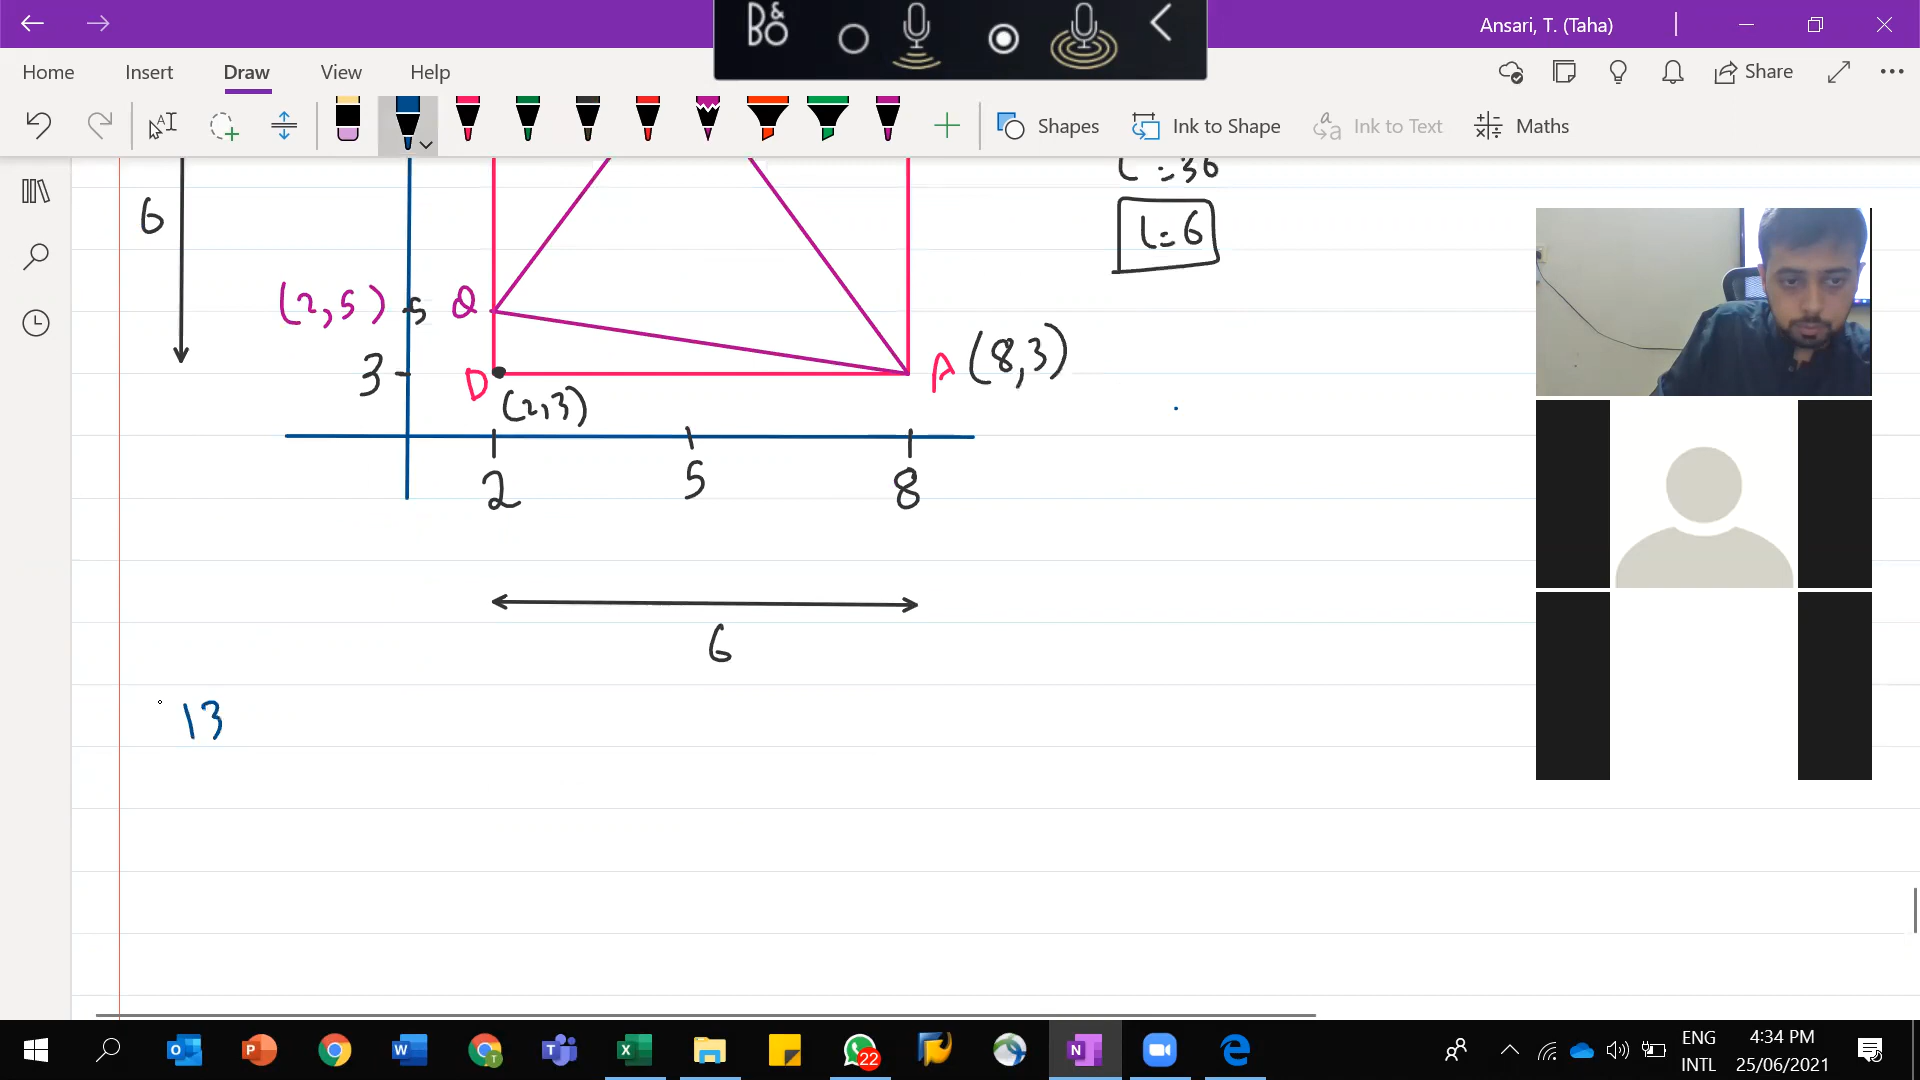 B&O
Ansari, T. (Taha)
Home Insert Draw View Help
Share
Shapes Ink to Shape Ink to Text Maths
l = 36
6
l = 6
(2,5) 5 Q
3 D A (8,3)
(2,3)
2 5 8
6
13
22
ENG 4:34 PM
INTL 25/06/2021